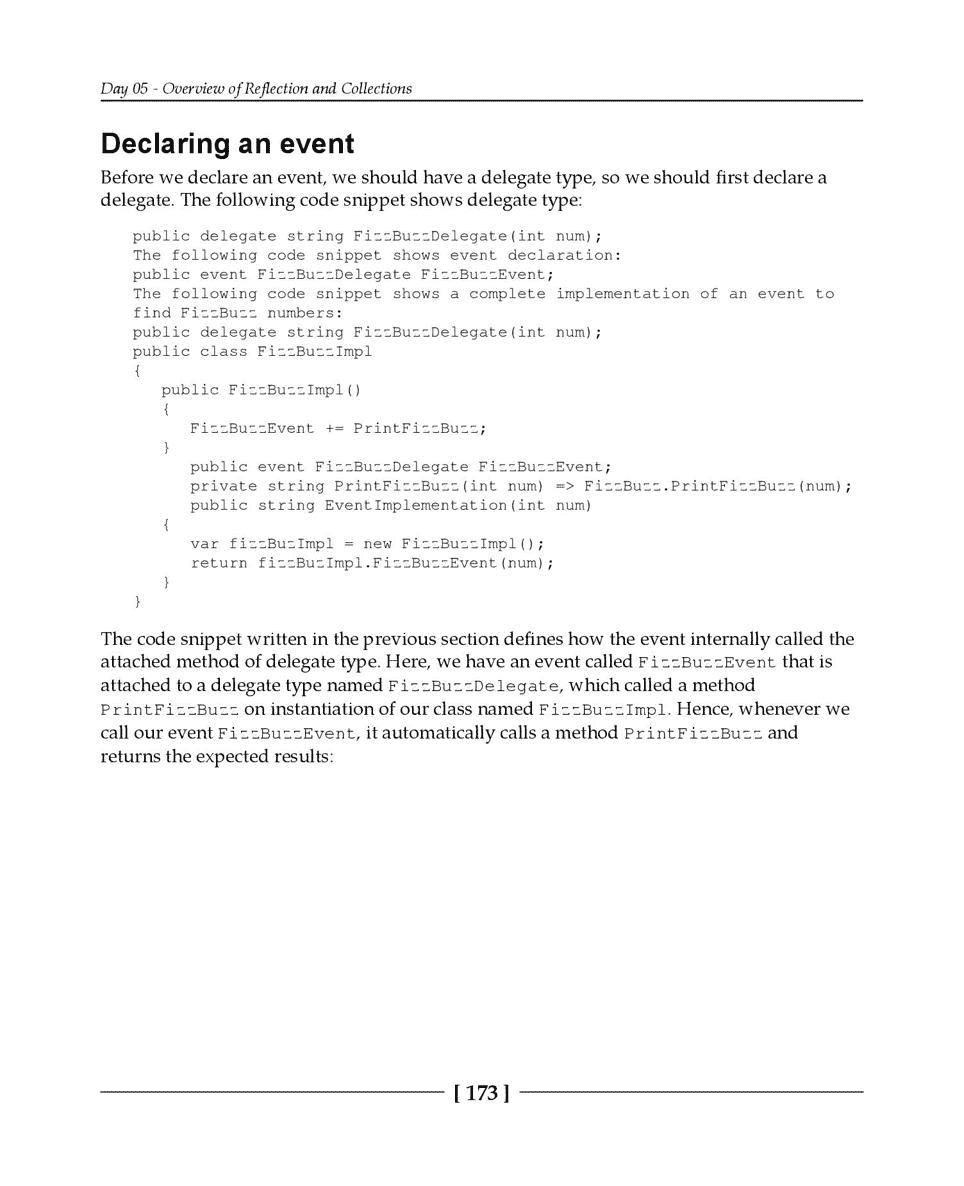 Day 05 - Overview of Reflection and Collections
Declaring an event
Before we declare an event, we should have a delegate type, so we should first declare a
delegate. The following code snippet shows delegate type:
public delegate string FizzBuzzDelegate(int num);
The following code snippet shows event declaration:
public event FizzBuzzDelegate FizzBuzzEvent;
The following code snippet shows a complete implementation of an event to
find FizzBuzz numbers:
public delegate string FizzBuzzDelegate(int num);
public class FizzBuzzImpl
{
public FizzBuzzImpl()
{
FizzBuzzEvent += PrintFizzBuzz;
}
public event FizzBuzzDelegate FizzBuzzEvent;
private string PrintFizzBuzz(int num) => FizzBuzz.PrintFizzBuzz(num);
public string EventImplementation(int num)
{
var fizzBuzImpl = new FizzBuzzImpl();
return fizzBuzImpl.FizzBuzzEvent(num);
}
}
The code snippet written in the previous section defines how the event internally called the
attached method of delegate type. Here, we have an event called FizzBuzzEvent that is
attached to a delegate type named FizzBuzzDelegate, which called a method
PrintFizzBuzz on instantiation of our class named FizzBuzzImpl. Hence, whenever we
call our event FizzBuzzEvent, it automatically calls a method PrintFizzBuzz and
returns the expected results:
[ 173 ]